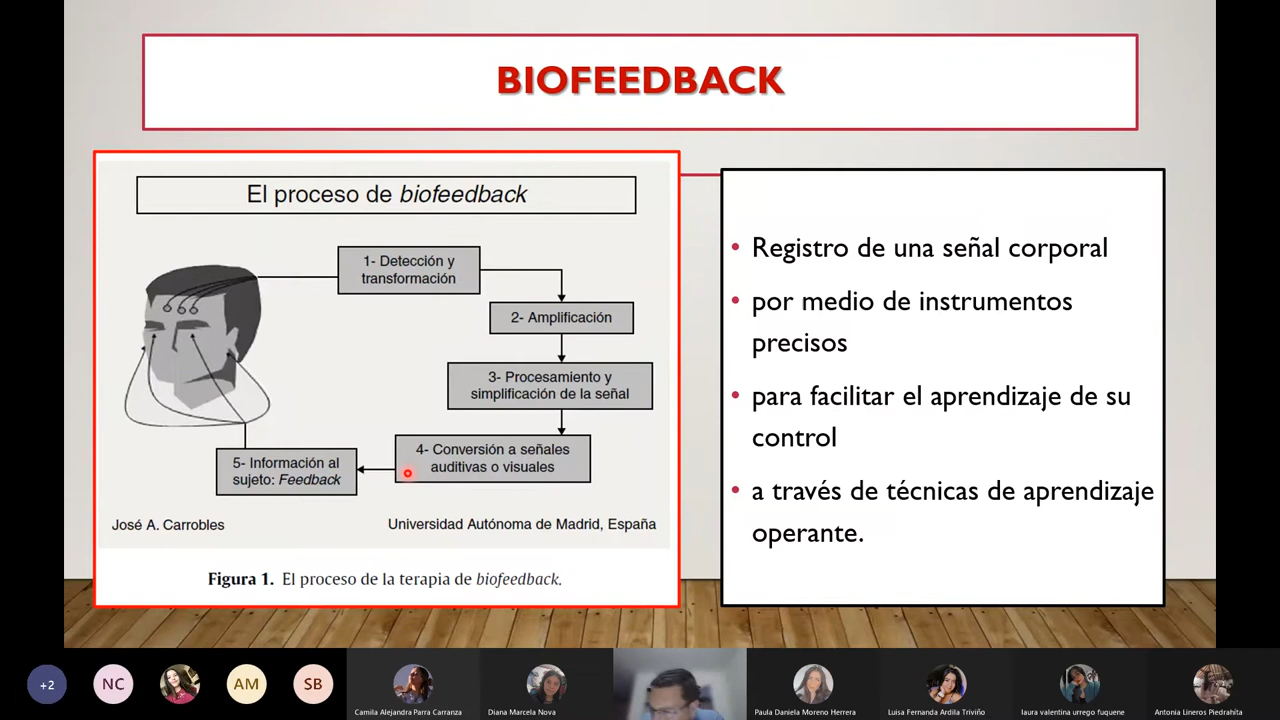 BIOFEEDBACK
El proceso de biofeedback
1- Detección y
transformación
2- Amplificación
3- Procesamiento y
simplificación de la señal
4- Conversión a señales
auditivas o visuales
5- Información al
sujeto: Feedback
José A. Carrobles
Universidad Autónoma de Madrid, España
Figura 1. El proceso de la terapia de biofeedback.
• Registro de una señal corporal
• por medio de instrumentos
precisos
• para facilitar el aprendizaje de su
control
• a través de técnicas de aprendizaje
operante.
+2
NC
AM
SB
Camila Alejandra Parra Carranza
Diana Marcela Nova
Paula Daniela Moreno Herrera
Luisa Fernanda Ardila Triviño
laura valentina urrego fuquene
Antonia Lineros Piedrahíta